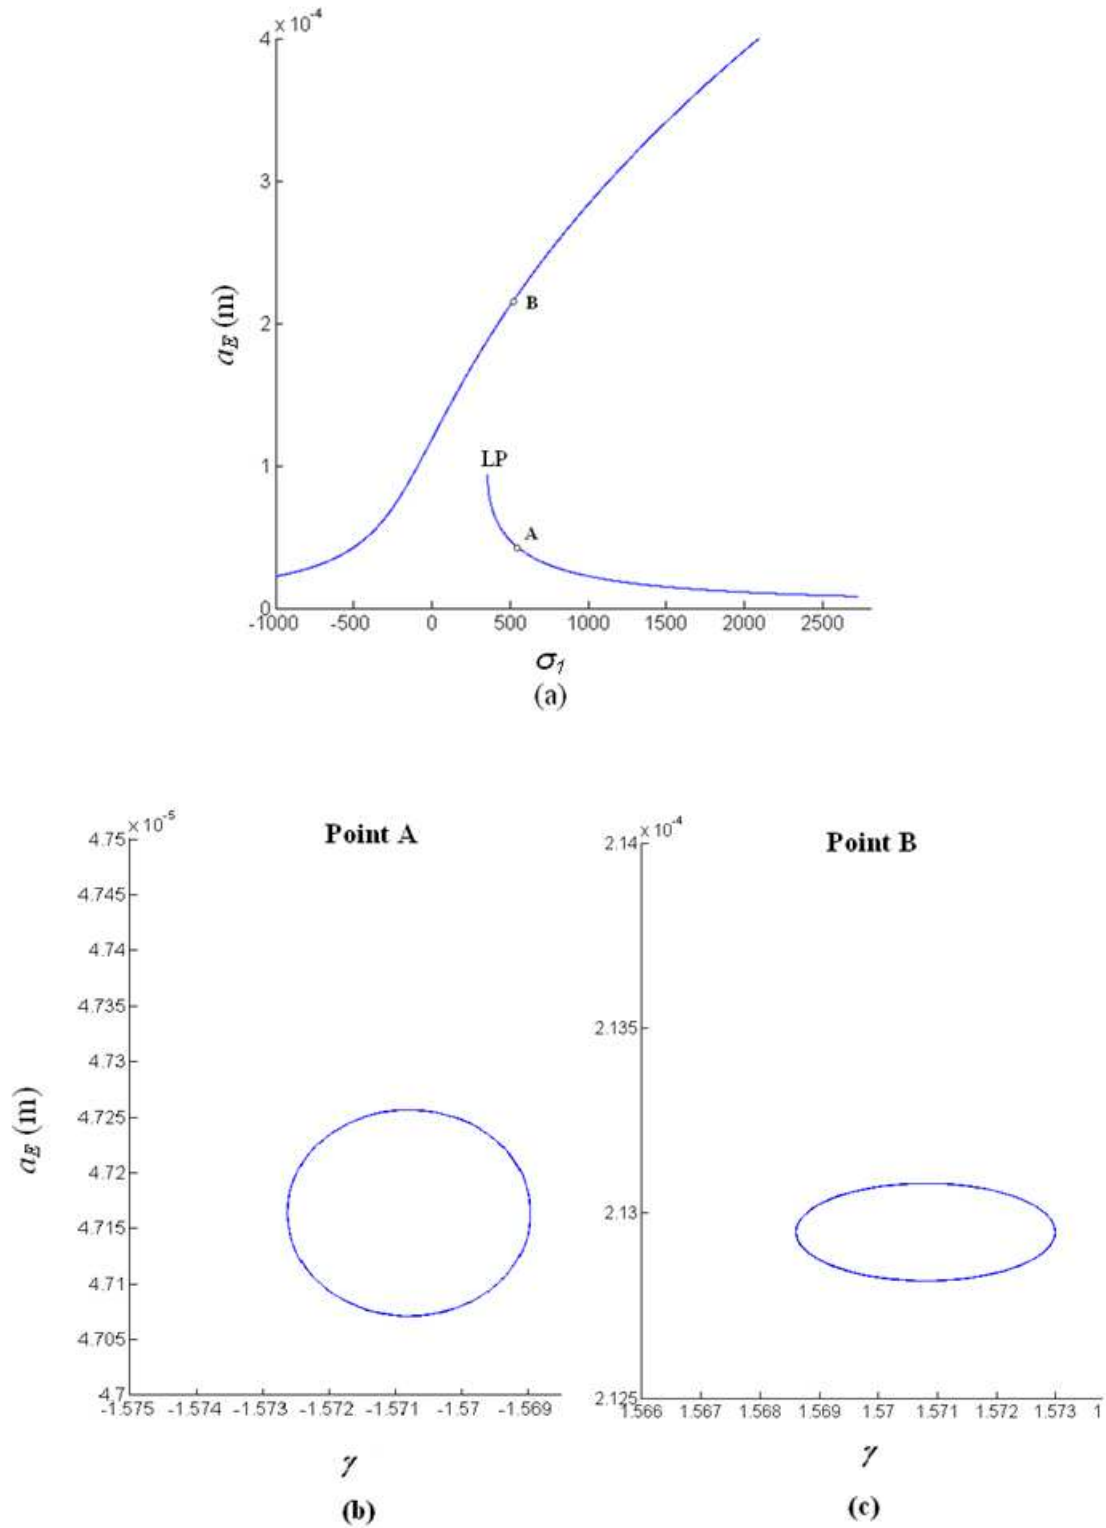 × 10⁻⁴
4
3
2
1
0
a_E (m)
B
LP
A
-1000 -500 0 500 1000 1500 2000 2500
σ₁
(a)
× 10⁻⁵
Point A
4.75
4.745
4.74
4.735
4.73
4.725
4.72
4.715
4.71
4.705
4.7
a_E (m)
-1.575 -1.574 -1.573 -1.572 -1.571 -1.57 -1.569
γ
(b)
× 10⁻⁴
Point B
2.14
2.135
2.13
2.125
1.566 1.567 1.568 1.569 1.57 1.571 1.572 1.573 1
γ
(c)